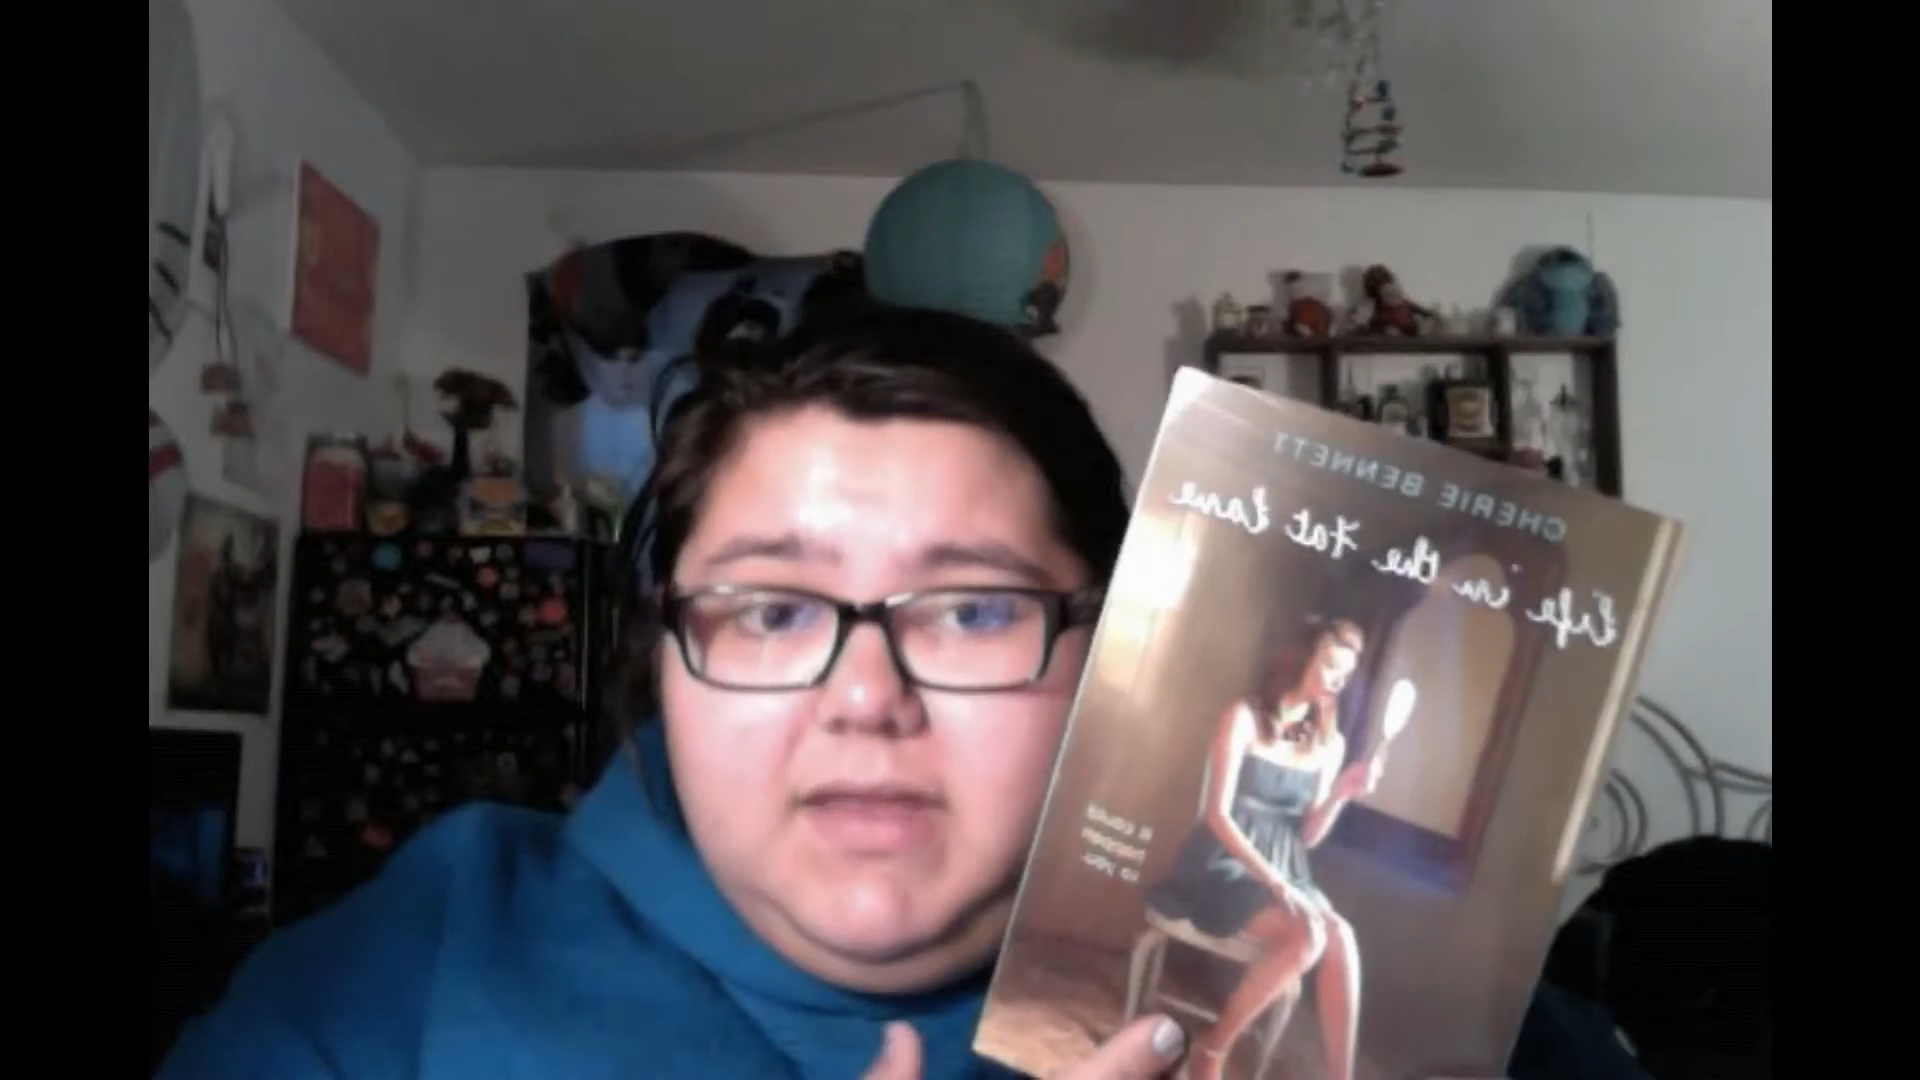 CHERIE BENNETT
Life in the Fat Lane
It could
happen
to you.